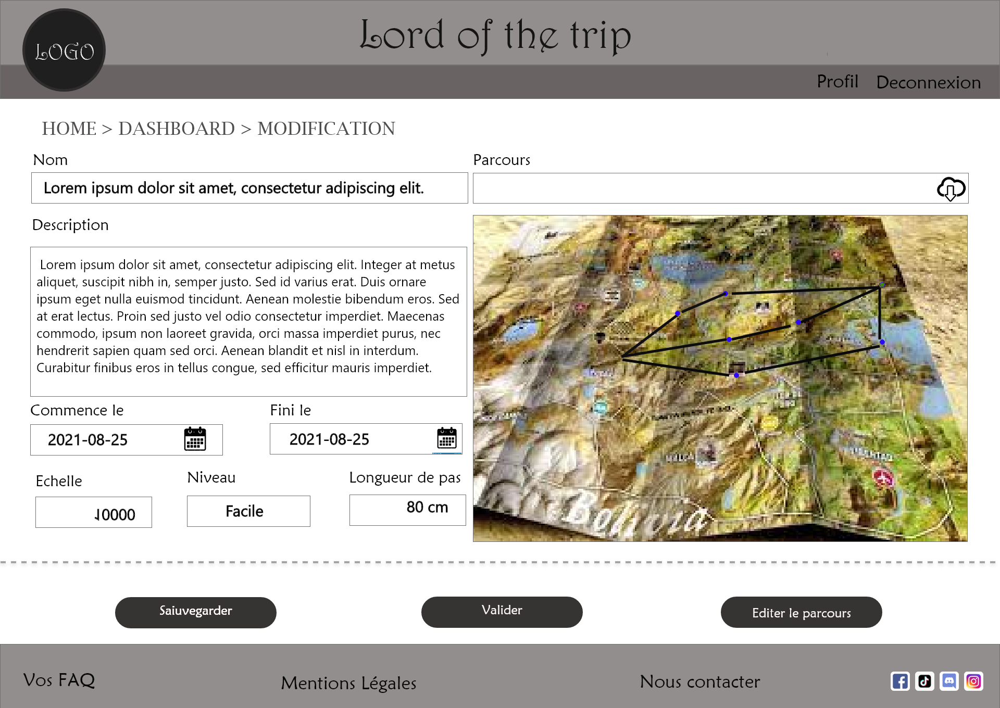 Lord of the trip
LOGO
Profil
Deconnexion
HOME > DASHBOARD > MODIFICATION
Nom
Lorem ipsum dolor sit amet, consectetur adipiscing elit.
Parcours
Description
Lorem ipsum dolor sit amet, consectetur adipiscing elit. Integer at metus
aliquet, suscipit nibh in, semper justo. Sed id varius erat. Duis ornare
ipsum eget nulla euismod tincidunt. Aenean molestie bibendum eros. Sed
at erat lectus. Proin sed justo vel odio consectetur imperdiet. Maecenas
commodo, ipsum non laoreet gravida, orci massa imperdiet purus, nec
hendrerit sapien quam sed orci. Aenean blandit et nisl in interdum.
Curabitur finibus eros in tellus congue, sed efficitur mauris imperdiet.
Commence le
2021-08-25
Fini le
2021-08-25
Echelle
10000
Niveau
Facile
Longueur de pas
80 cm
Saiuvegarder
Valider
Editer le parcours
Vos FAQ
Mentions Légales
Nous contacter